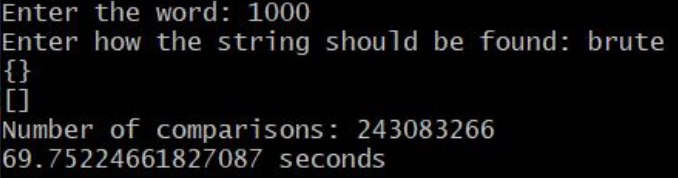 Enter the word: 1000
Enter how the string should be found: brute
{}
[]
Number of comparisons: 243083266
69.75224661827087 seconds